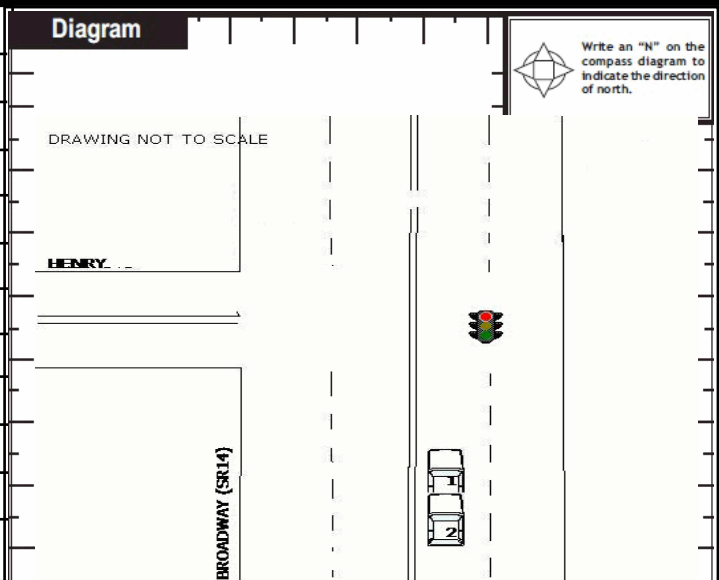 Diagram
Write an “N” on the
compass diagram to
indicate the direction
of north.
DRAWING NOT TO SCALE
HENRY
BROADWAY (SR14)
1
2